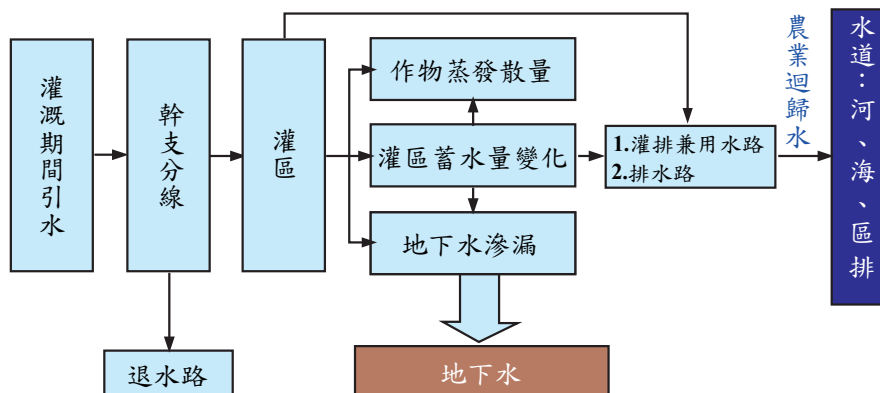 灌溉期間引水
幹支分線
灌區
作物蒸發散量
灌區蓄水量變化
地下水滲漏
1.灌排兼用水路
2.排水路
農業迴歸水
水道：河、海、區排
退水路
地下水